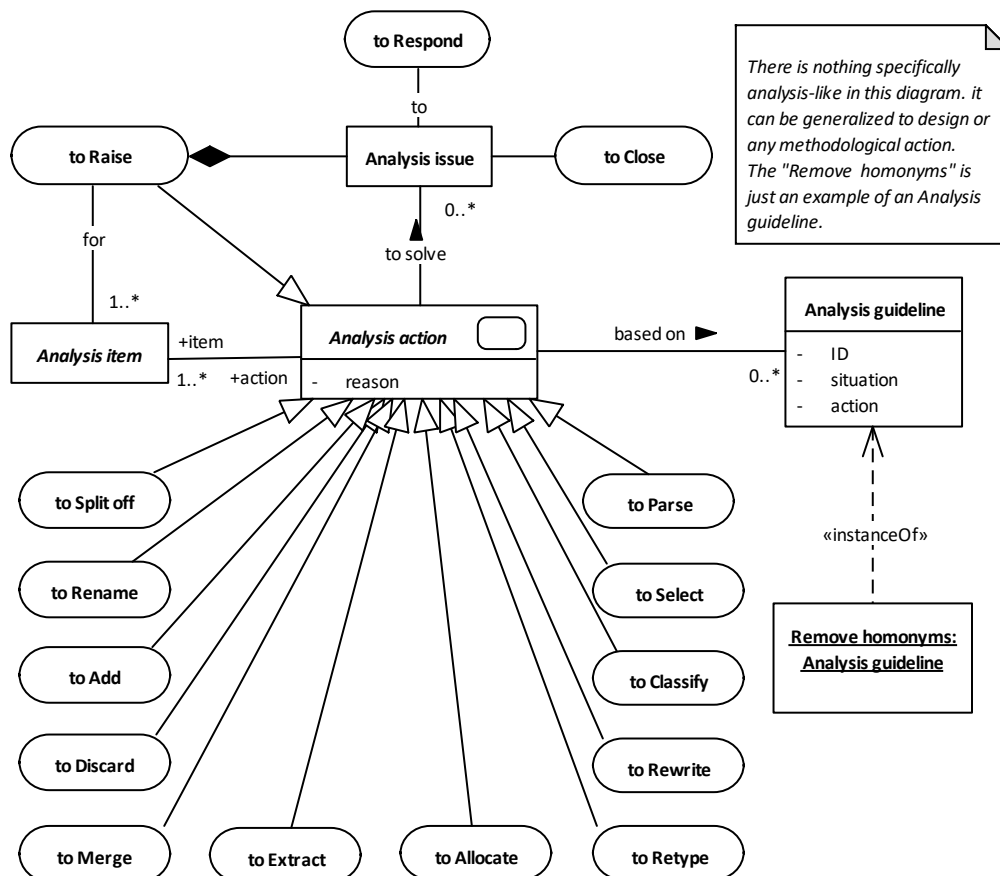 to Respond
There is nothing specifically
analysis-like in this diagram. it
can be generalized to design or
any methodological action.
The "Remove homonyms" is
just an example of an Analysis
guideline.
to
to Raise
Analysis issue
to Close
0..*
for
to solve
1..*
Analysis item
+item
1..*
+action
Analysis action
- reason
based on
0..*
Analysis guideline
- ID
- situation
- action
to Split off
to Parse
«instanceOf»
to Rename
to Select
Remove homonyms:
Analysis guideline
to Add
to Classify
to Discard
to Rewrite
to Merge
to Extract
to Allocate
to Retype